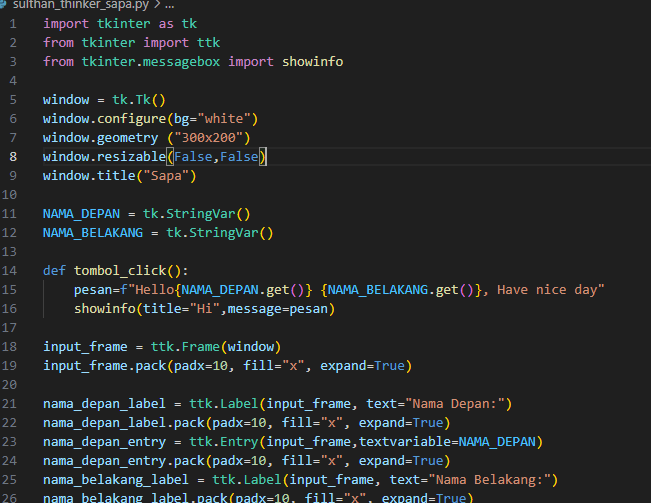 sulthan_thinker_sapa.py > ...
1 import tkinter as tk
2 from tkinter import ttk
3 from tkinter.messagebox import showinfo
4
5 window = tk.Tk()
6 window.configure(bg="white")
7 window.geometry ("300x200")
8 window.resizable(False,False)
9 window.title("Sapa")
10
11 NAMA_DEPAN = tk.StringVar()
12 NAMA_BELAKANG = tk.StringVar()
13
14 def tombol_click():
15     pesan=f"Hello{NAMA_DEPAN.get()} {NAMA_BELAKANG.get()}, Have nice day"
16     showinfo(title="Hi",message=pesan)
17
18 input_frame = ttk.Frame(window)
19 input_frame.pack(padx=10, fill="x", expand=True)
20
21 nama_depan_label = ttk.Label(input_frame, text="Nama Depan:")
22 nama_depan_label.pack(padx=10, fill="x", expand=True)
23 nama_depan_entry = ttk.Entry(input_frame,textvariable=NAMA_DEPAN)
24 nama_depan_entry.pack(padx=10, fill="x", expand=True)
25 nama_belakang_label = ttk.Label(input_frame, text="Nama Belakang:")
26 nama_belakang_label.pack(padx=10, fill="x", expand=True)